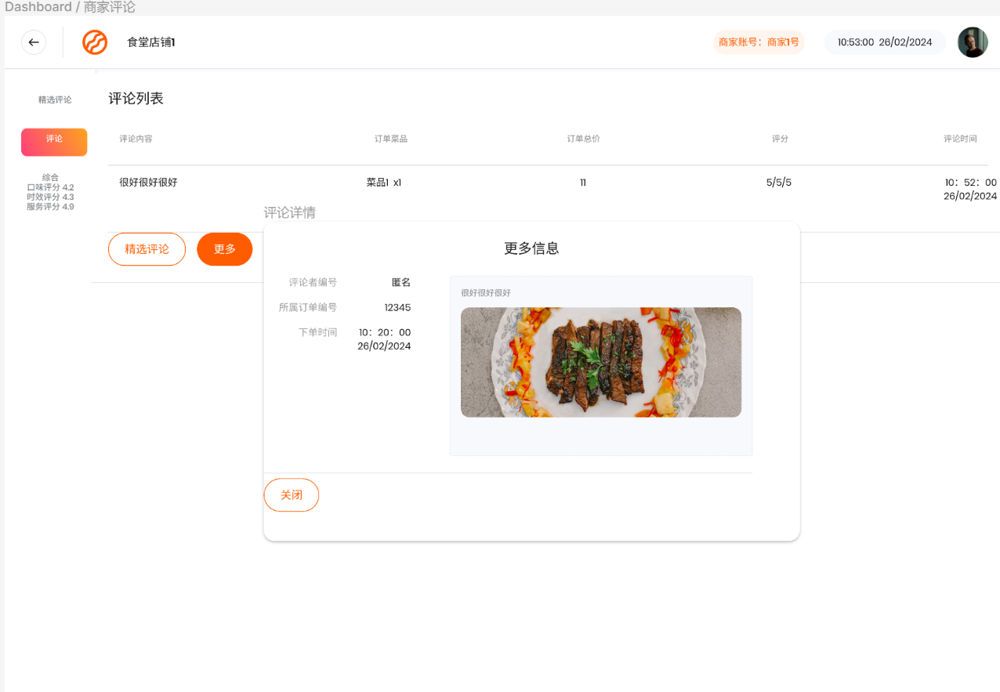 Dashboard / 商家评论
食堂店铺1
商家账号：商家1号
10:53:00 26/02/2024
精选评论
评论
综合
口味评分 4.2
时效评分 4.3
服务评分 4.9
评论列表
评论内容
订单菜品
订单总价
评分
评论时间
很好很好很好
菜品1 x1
11
5/5/5
10：52：00
26/02/2024
精选评论
更多
评论详情
更多信息
评论者编号
匿名
所属订单编号
12345
下单时间
10：20：00
26/02/2024
很好很好很好
关闭